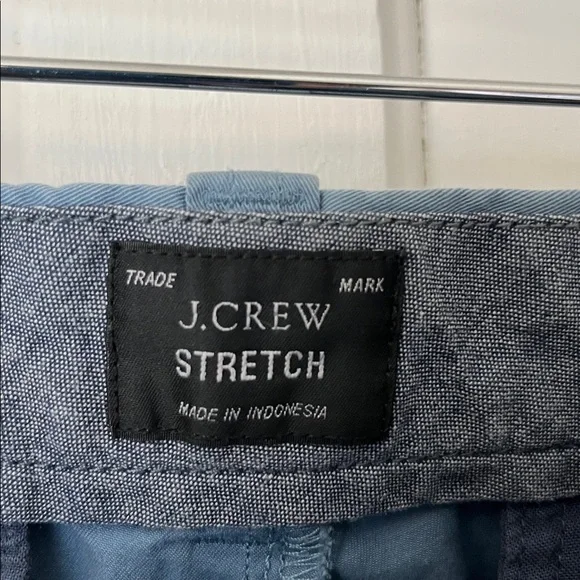 TRADE MARK
J.CREW
STRETCH
MADE IN INDONESIA